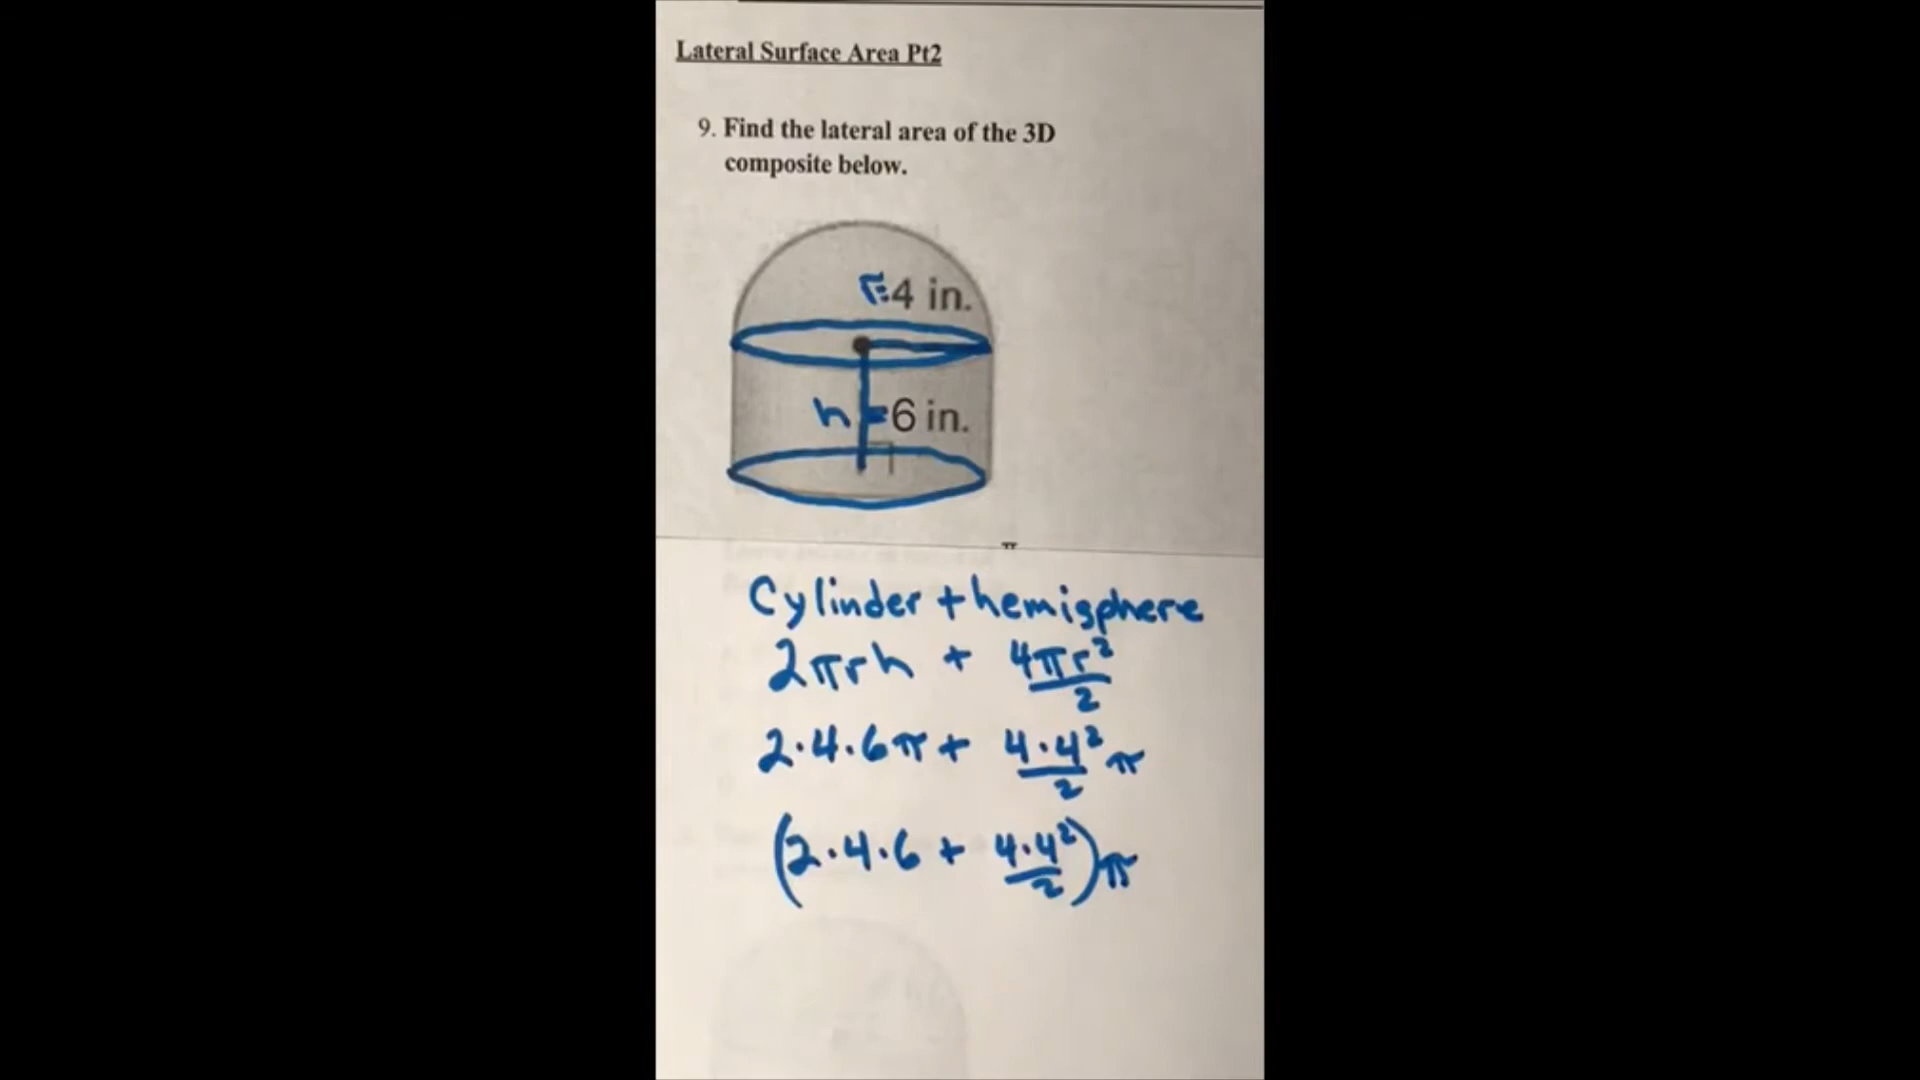 Lateral Surface Area Pt2
9. Find the lateral area of the 3D
composite below.
r=4 in.
h=6 in.
π
Cylinder + hemisphere
2πrh + 4πr²/2
2·4·6π + 4·4²/2 π
(2·4·6 + 4·4²/2)π